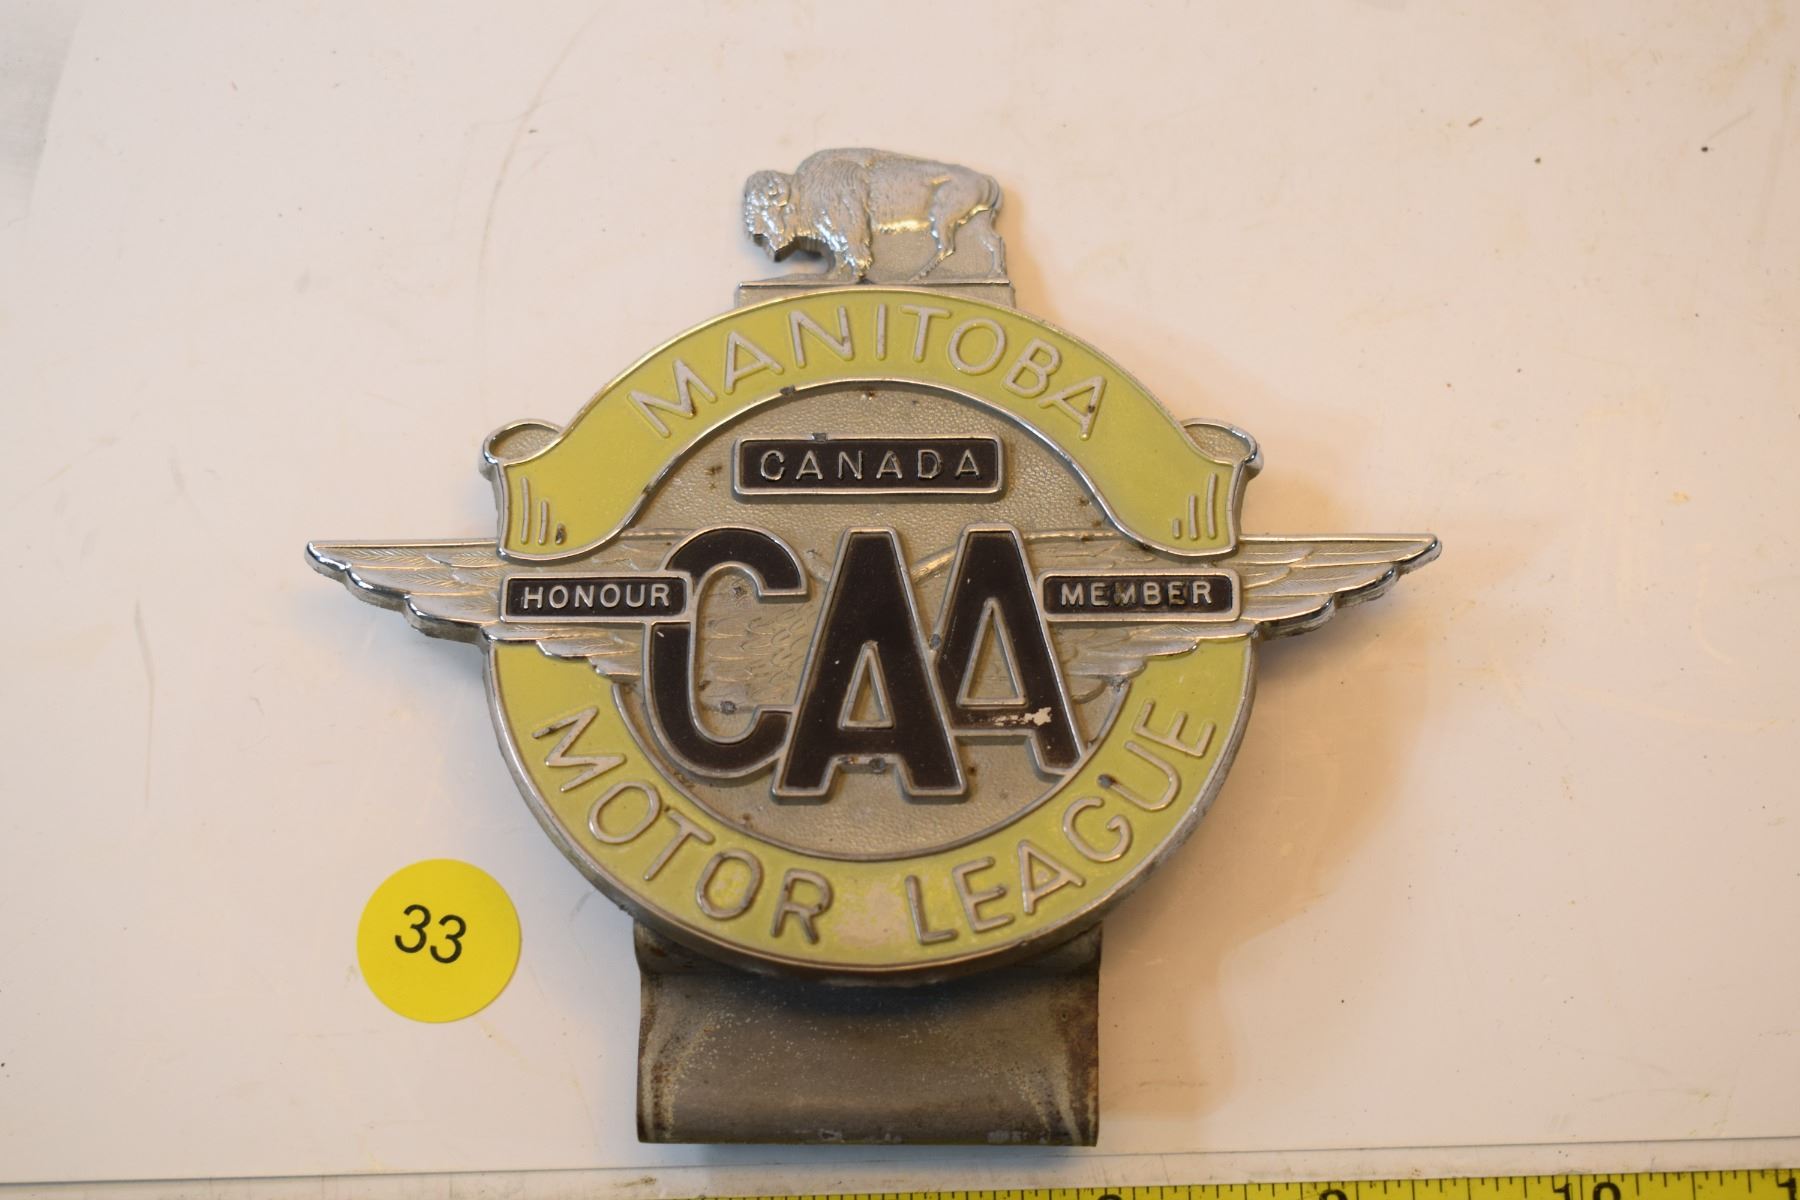 MANITOBA
CANADA
HONOUR CAA MEMBER
MOTOR LEAGUE
33